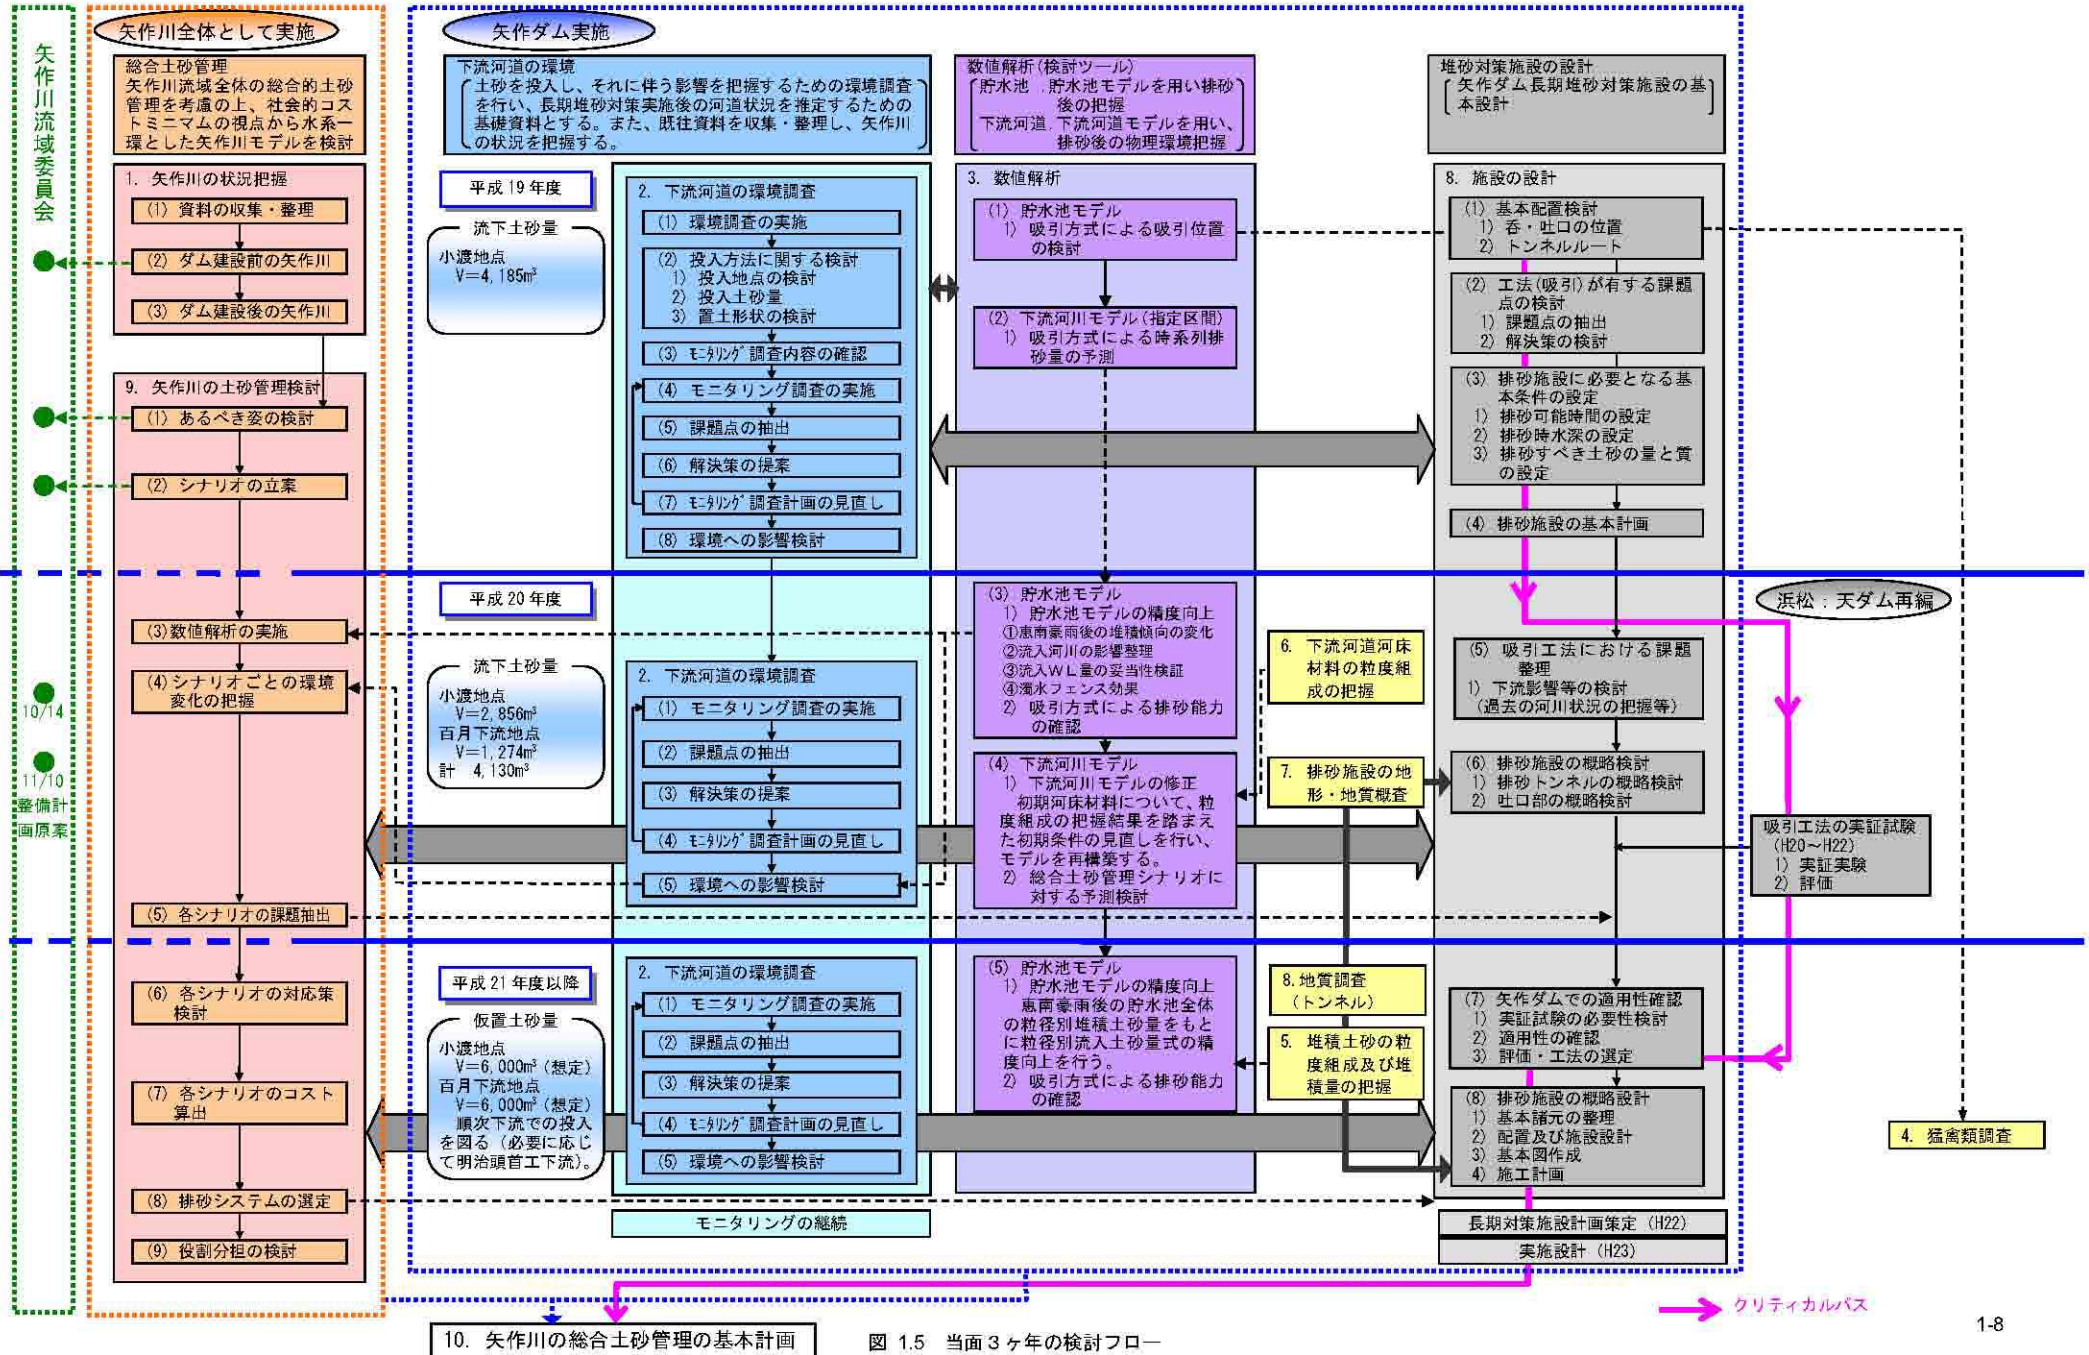 矢作川流域委員会
10/14
11/10
整備計
画原案
矢作川全体として実施
総合土砂管理
矢作川流域全体の総合的土砂
管理を考慮の上、社会的コス
トミニマムの視点から水系一
環とした矢作川モデルを検討
1. 矢作川の状況把握
(1) 資料の収集・整理
(2) ダム建設前の矢作川
(3) ダム建設後の矢作川
9. 矢作川の土砂管理検討
(1) あるべき姿の検討
(2) シナリオの立案
(3)数値解析の実施
(4)シナリオごとの環境
変化の把握
(5) 各シナリオの課題抽出
(6) 各シナリオの対応策
検討
(7) 各シナリオのコスト
算出
(8) 排砂システムの選定
(9) 役割分担の検討
矢作ダム実施
下流河道の環境
土砂を投入し、それに伴う影響を把握するための環境調査
を行い、長期堆砂対策実施後の河道状況を推定するための
基礎資料とする。また、既往資料を収集・整理し、矢作川
の状況を把握する。
平成 19 年度
流下土砂量
小渡地点
V=4,185m³
2. 下流河道の環境調査
(1) 環境調査の実施
(2) 投入方法に関する検討
1) 投入地点の検討
2) 投入土砂量
3) 置土形状の検討
(3) モニタリング調査内容の確認
(4) モニタリング調査の実施
(5) 課題点の抽出
(6) 解決策の提案
(7) モニタリング調査計画の見直し
(8) 環境への影響検討
平成 20 年度
流下土砂量
小渡地点
V=2,856m³
百月下流地点
V=1,274m³
計 4,130m³
2. 下流河道の環境調査
(1) モニタリング調査の実施
(2) 課題点の抽出
(3) 解決策の提案
(4) モニタリング調査計画の見直し
(5) 環境への影響検討
平成 21 年度以降
仮置土砂量
小渡地点
V=6,000m³ (想定)
百月下流地点
V=6,000m³ (想定)
順次下流での投入
を図る（必要に応じ
て明治頭首工下流）。
2. 下流河道の環境調査
(1) モニタリング調査の実施
(2) 課題点の抽出
(3) 解決策の提案
(4) モニタリング調査計画の見直し
(5) 環境への影響検討
モニタリングの継続
数値解析(検討ツール)
貯水池：貯水池モデルを用い排砂
後の把握
下流河道：下流河道モデルを用い、
排砂後の物理環境把握
3. 数値解析
(1) 貯水池モデル
1) 吸引方式による吸引位置
の検討
(2) 下流河川モデル(指定区間)
1) 吸引方式による時系列排
砂量の予測
(3) 貯水池モデル
1) 貯水池モデルの精度向上
①恵南豪雨後の堆積傾向の変化
②流入河川の影響整理
③流入ＷＬ量の妥当性検証
④濁水フェンス効果
2) 吸引方式による排砂能力
の確認
(4) 下流河川モデル
1) 下流河川モデルの修正
初期河床材料について、粒
度組成の把握結果を踏まえ
た初期条件の見直しを行い、
モデルを再構築する。
2) 総合土砂管理シナリオに
対する予測検討
(5) 貯水池モデル
1) 貯水池モデルの精度向上
恵南豪雨後の貯水池全体
の粒径別堆積土砂量をもと
に粒径別流入土砂量式の精
度向上を行う。
2) 吸引方式による排砂能力
の確認
6. 下流河道河床
材料の粒度組
成の把握
7. 排砂施設の地
形・地質概査
8.地質調査
（トンネル）
5. 堆積土砂の粒
度組成及び堆
積量の把握
堆砂対策施設の設計
矢作ダム長期堆砂対策施設の基
本設計
8. 施設の設計
(1) 基本配置検討
1) 呑・吐口の位置
2) トンネルルート
(2) 工法(吸引)が有する課題
点の検討
1) 課題点の抽出
2) 解決策の検討
(3) 排砂施設に必要となる基
本条件の設定
1) 排砂可能時間の設定
2) 排砂時水深の設定
3) 排砂すべき土砂の量と質
の設定
(4) 排砂施設の基本計画
(5) 吸引工法における課題
整理
1) 下流影響等の検討
(過去の河川状況の把握等)
(6) 排砂施設の概略検討
1) 排砂トンネルの概略検討
2) 吐口部の概略検討
(7) 矢作ダムでの適用性確認
1) 実証試験の必要性検討
2) 適用性の確認
3) 評価・工法の選定
(8) 排砂施設の概略設計
1) 基本諸元の整理
2) 配置及び施設設計
3) 基本図作成
4) 施工計画
長期対策施設計画策定 (H22)
実施設計 (H23)
浜松：天ダム再編
吸引工法の実証試験
(H20～H22)
1) 実証実験
2) 評価
4. 猛禽類調査
クリティカルパス
10. 矢作川の総合土砂管理の基本計画
図 1.5 当面３ヶ年の検討フロー
1-8